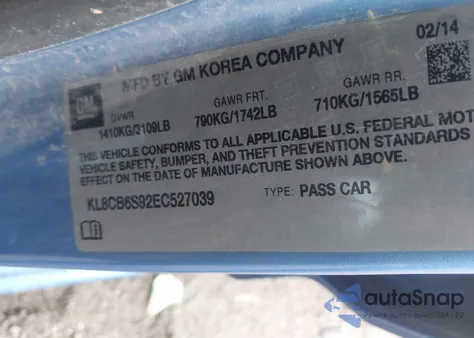 MFD BY GM KOREA COMPANY
02/14
GM
GVWR
GAWR FRT.
GAWR RR.
1410KG/3109LB
790KG/1742LB
710KG/1565LB
THIS VEHICLE CONFORMS TO ALL APPLICABLE U.S. FEDERAL MOT
VEHICLE SAFETY, BUMPER, AND THEFT PREVENTION STANDARDS
EFFECT ON THE DATE OF MANUFACTURE SHOWN ABOVE.
KL8CB6S92EC527039
TYPE: PASS CAR
autoSnap